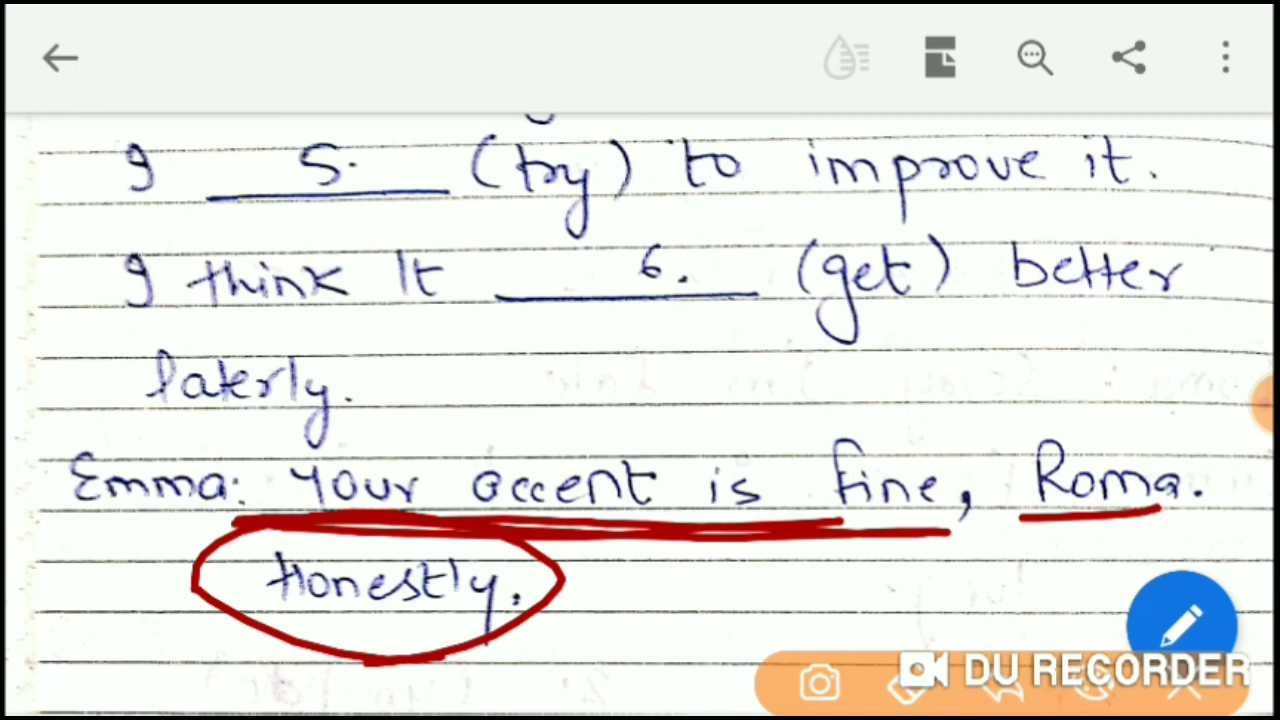 I 5. (try) to improve it.
I think It 6. (get) better
laterly.
Emma: Your accent is fine, Roma.
Honestly.
DU RECORDER